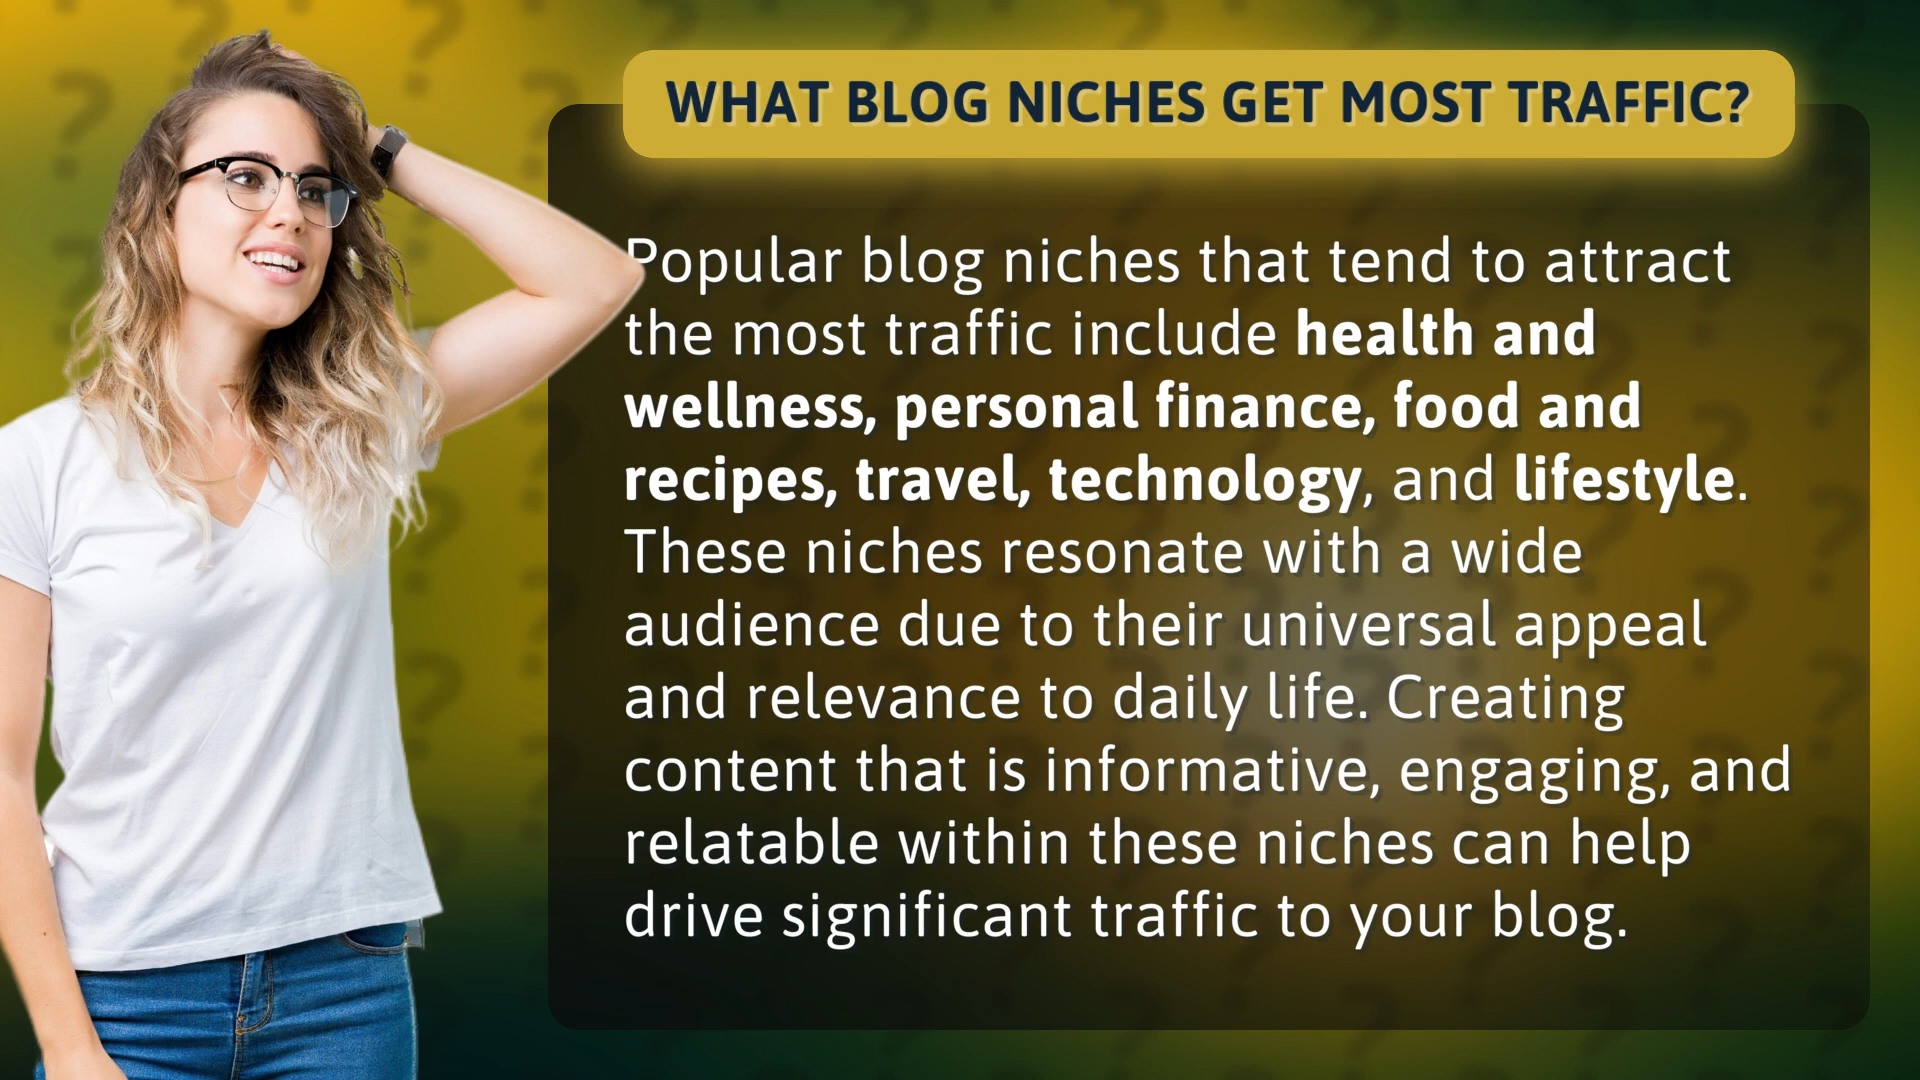 WHAT BLOG NICHES GET MOST TRAFFIC?
Popular blog niches that tend to attract
the most traffic include health and
wellness, personal finance, food and
recipes, travel, technology, and lifestyle.
These niches resonate with a wide
audience due to their universal appeal
and relevance to daily life. Creating
content that is informative, engaging, and
relatable within these niches can help
drive significant traffic to your blog.